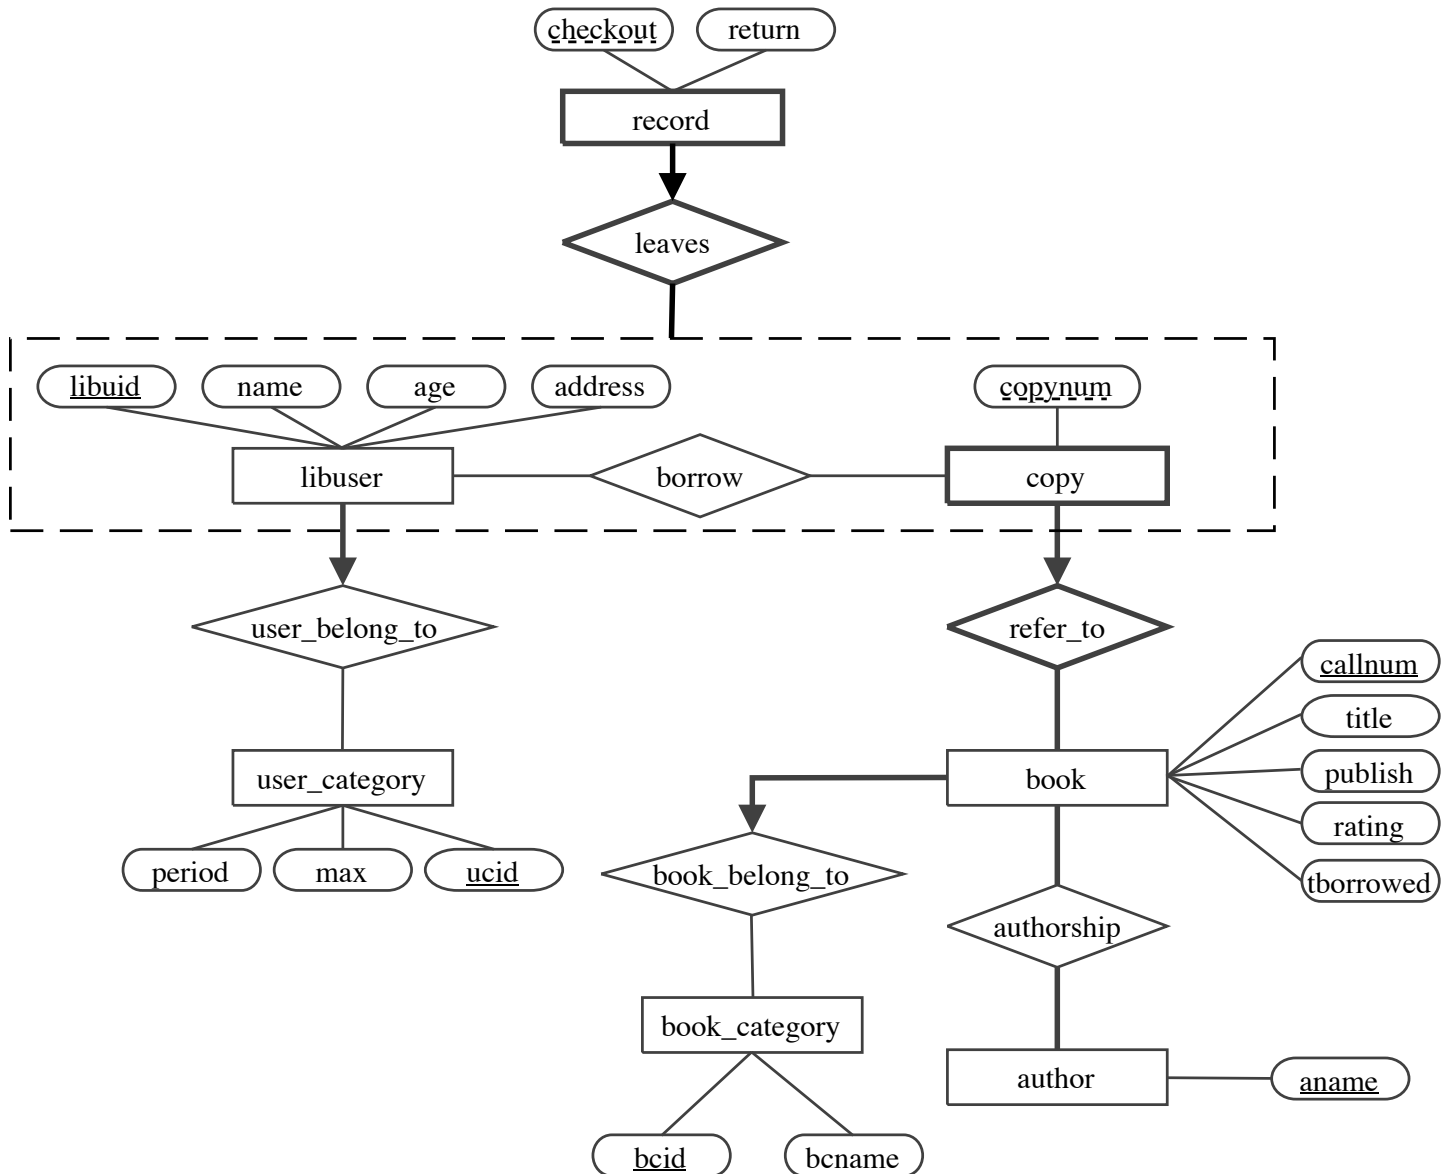 checkout
return
record
leaves
libuid
name
age
address
copynum
libuser
borrow
copy
user_belong_to
refer_to
callnum
title
publish
rating
tborrowed
user_category
book
period
max
ucid
book_belong_to
authorship
book_category
author
aname
bcid
bcname